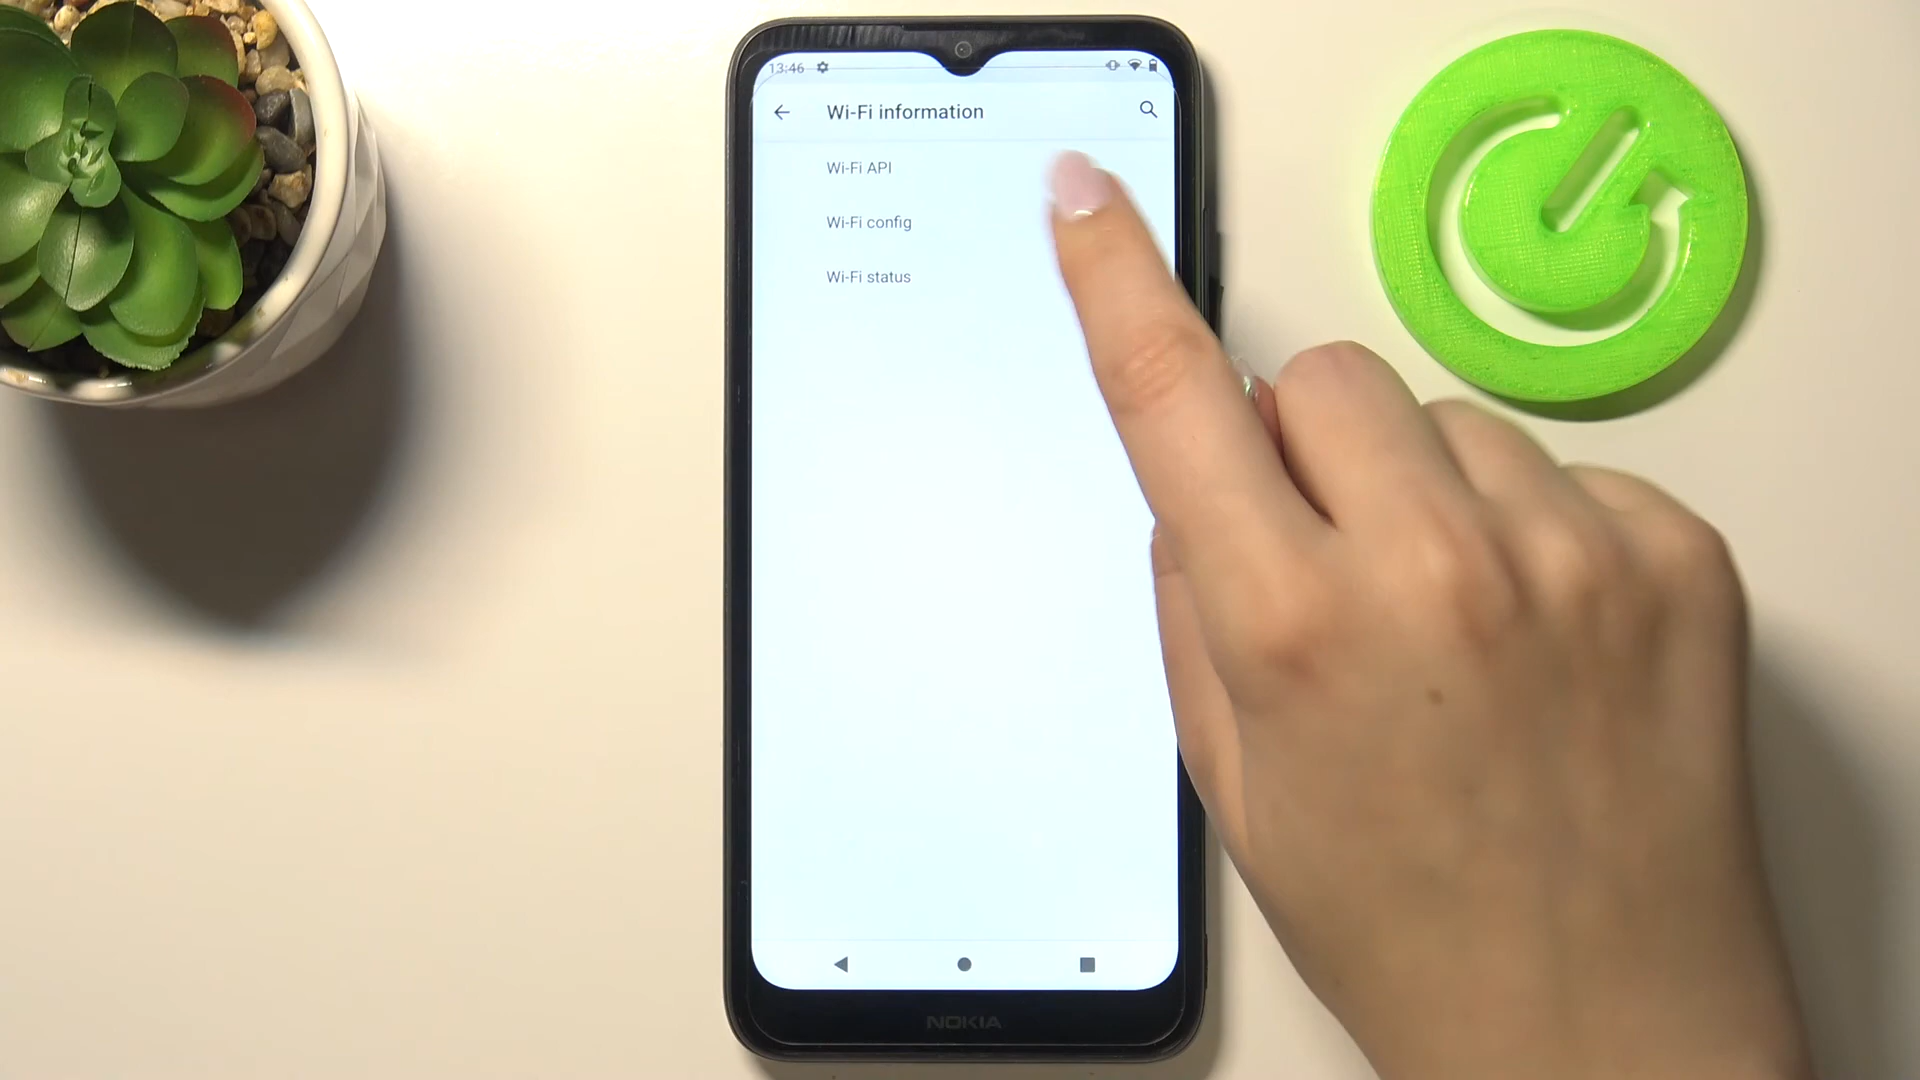 13:46
Wi-Fi information
Wi-Fi API
Wi-Fi config
Wi-Fi status
NOKIA